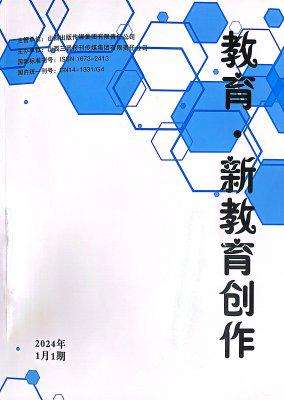 主管单位：山西出版传媒集团有限责任公司
主办单位：山西三晋报刊传媒集团有限责任公司
国际标准刊号：ISSN 1673-2413
国内统一刊号：CN14-1331/G4
教育·新教育创作
2024年
1月1期